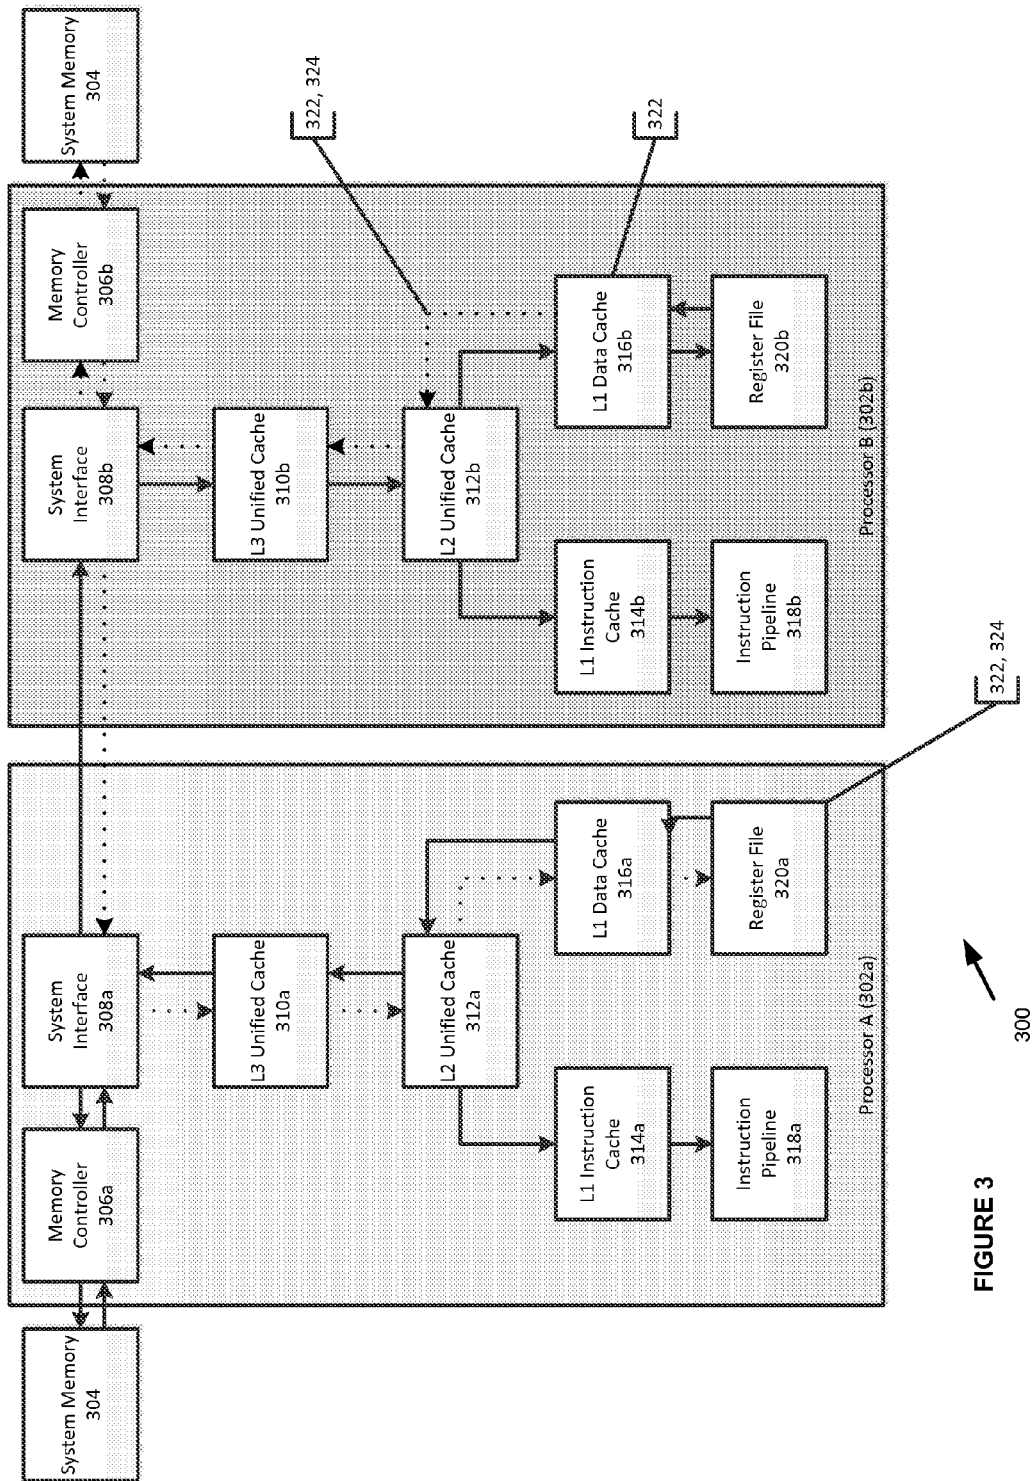 System Memory
304
Memory
Controller
306a
System
Interface
308a
L3 Unified Cache
310a
L2 Unified Cache
312a
L1 Instruction
Cache
314a
L1 Data Cache
316a
Instruction
Pipeline
318a
Register File
320a
Processor A (302a)
322, 324
System
Interface
308b
Memory
Controller
306b
System Memory
304
L3 Unified Cache
310b
L2 Unified Cache
312b
322, 324
L1 Instruction
Cache
314b
L1 Data Cache
316b
322
Instruction
Pipeline
318b
Register File
320b
Processor B (302b)
300
FIGURE 3